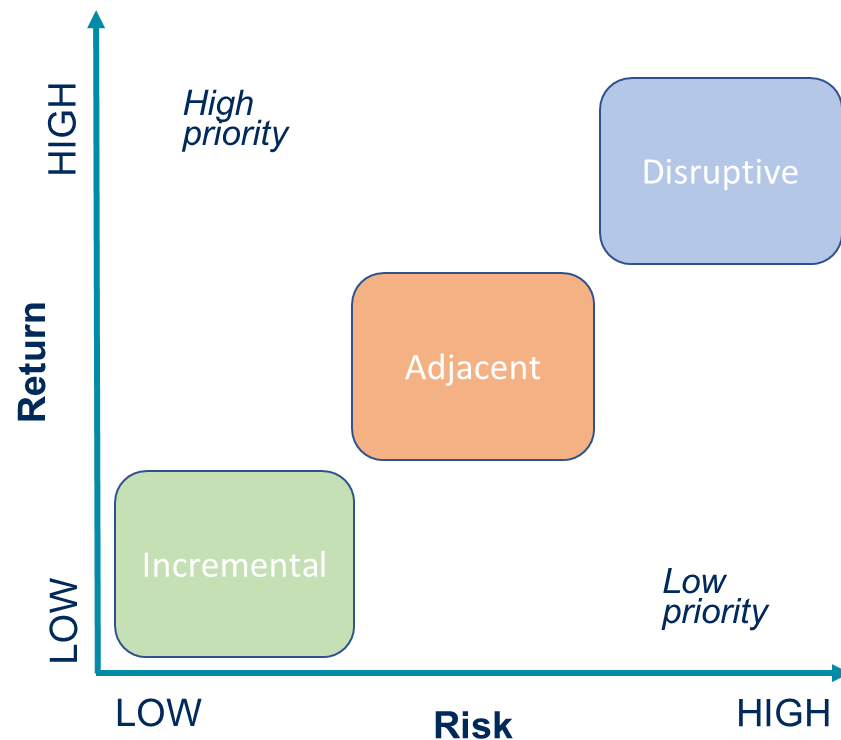 HIGH
High
priority
Disruptive
Return
Adjacent
Incremental
LOW
Low
priority
LOW
Risk
HIGH